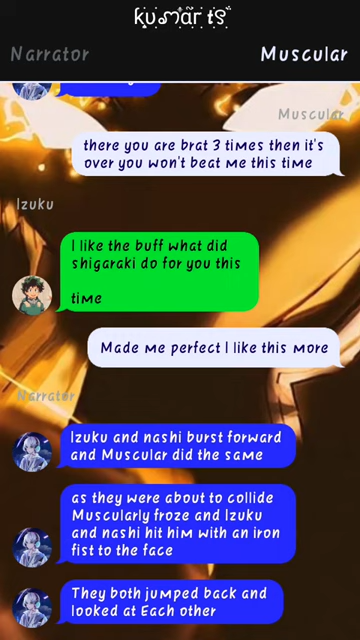 Narrator
Muscular
Muscular
there you are brat 3 times then it's
over you won't beat me this time
Izuku
I like the buff what did
shigaraki do for you this
time
Made me perfect I like this more
Narrator
Izuku and nashi burst forward
and Muscular did the same
as they were about to collide
Muscularly froze and Izuku
and nashi hit him with an iron
fist to the face
They both jumped back and
looked at Each other